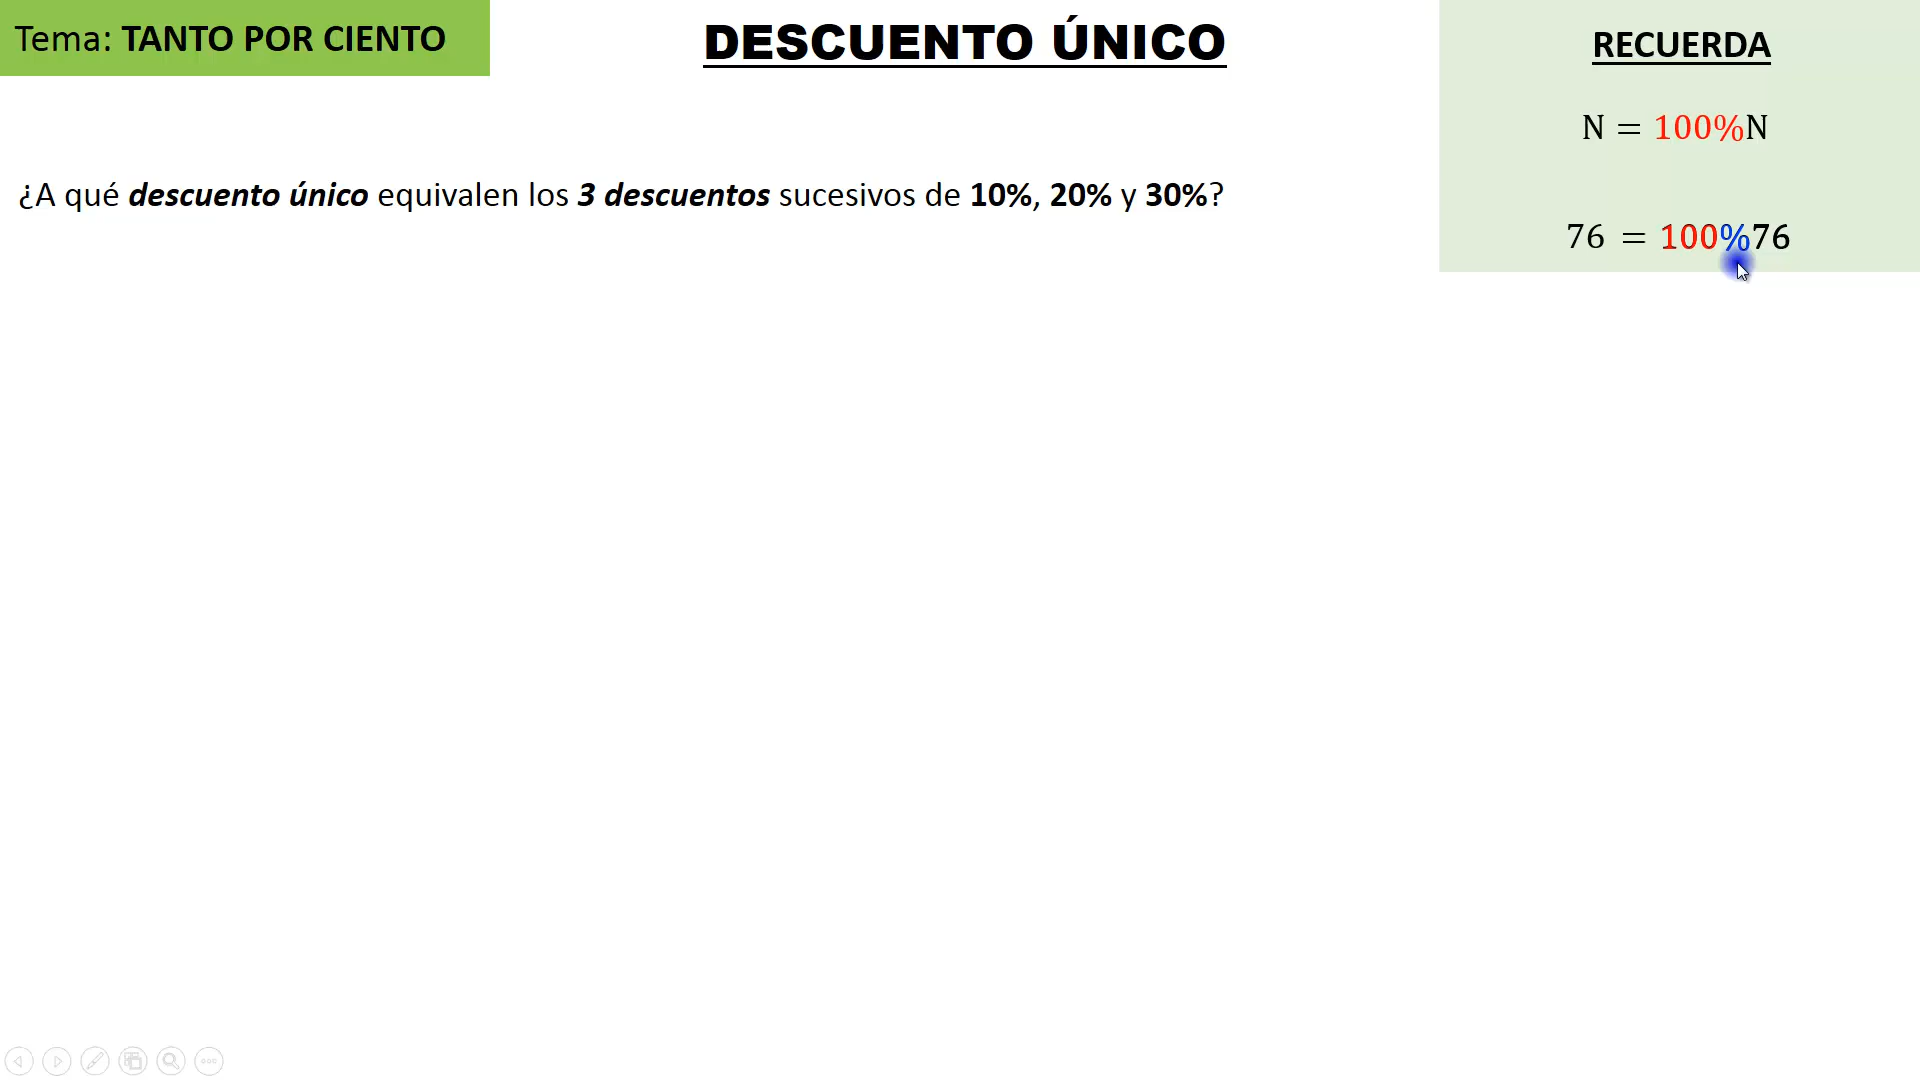 Tema: TANTO POR CIENTO
DESCUENTO ÚNICO
¿A qué descuento único equivalen los 3 descuentos sucesivos de 10%, 20% y 30%?
RECUERDA
N = 100%N
76 = 100%76